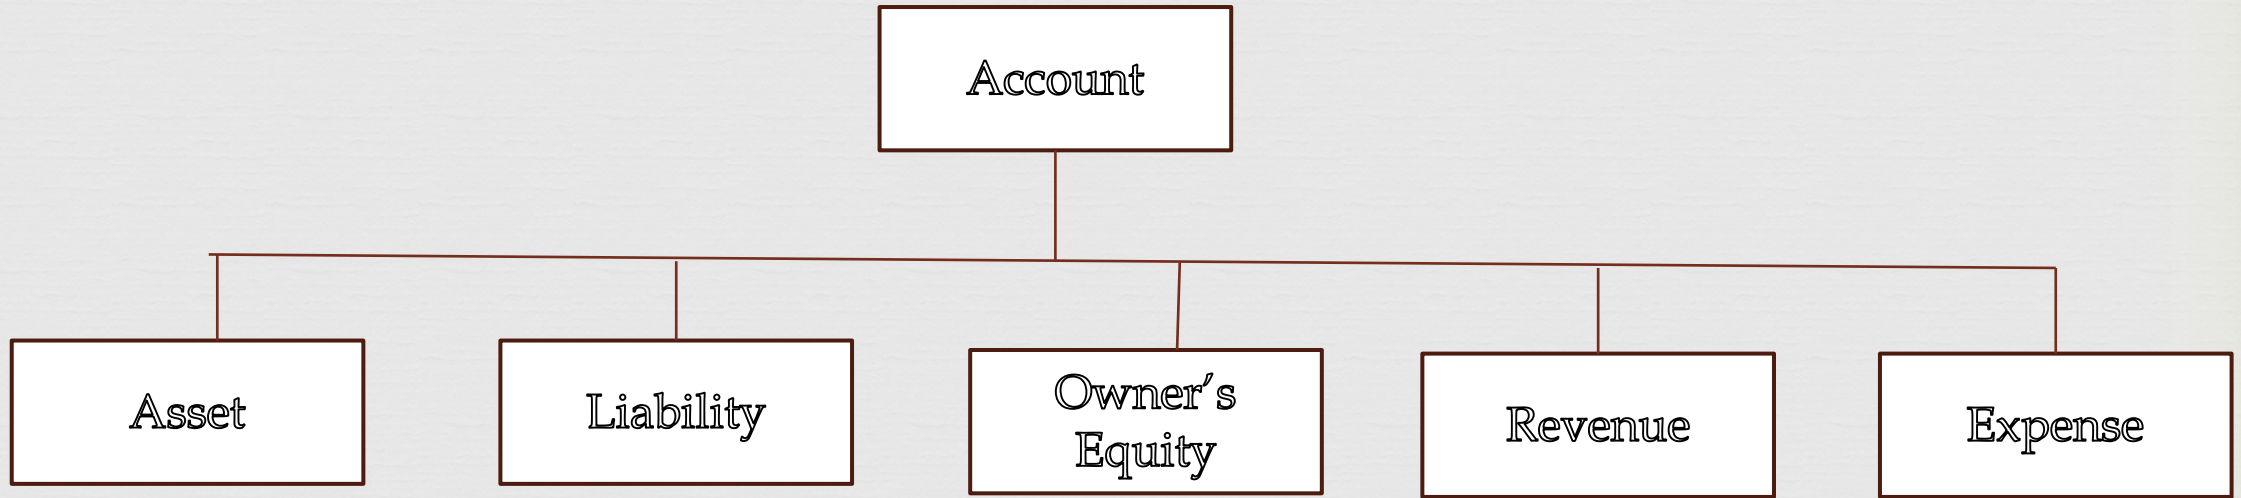 Account
Asset
Liability
Owner´s
Equity
Revenue
Expense